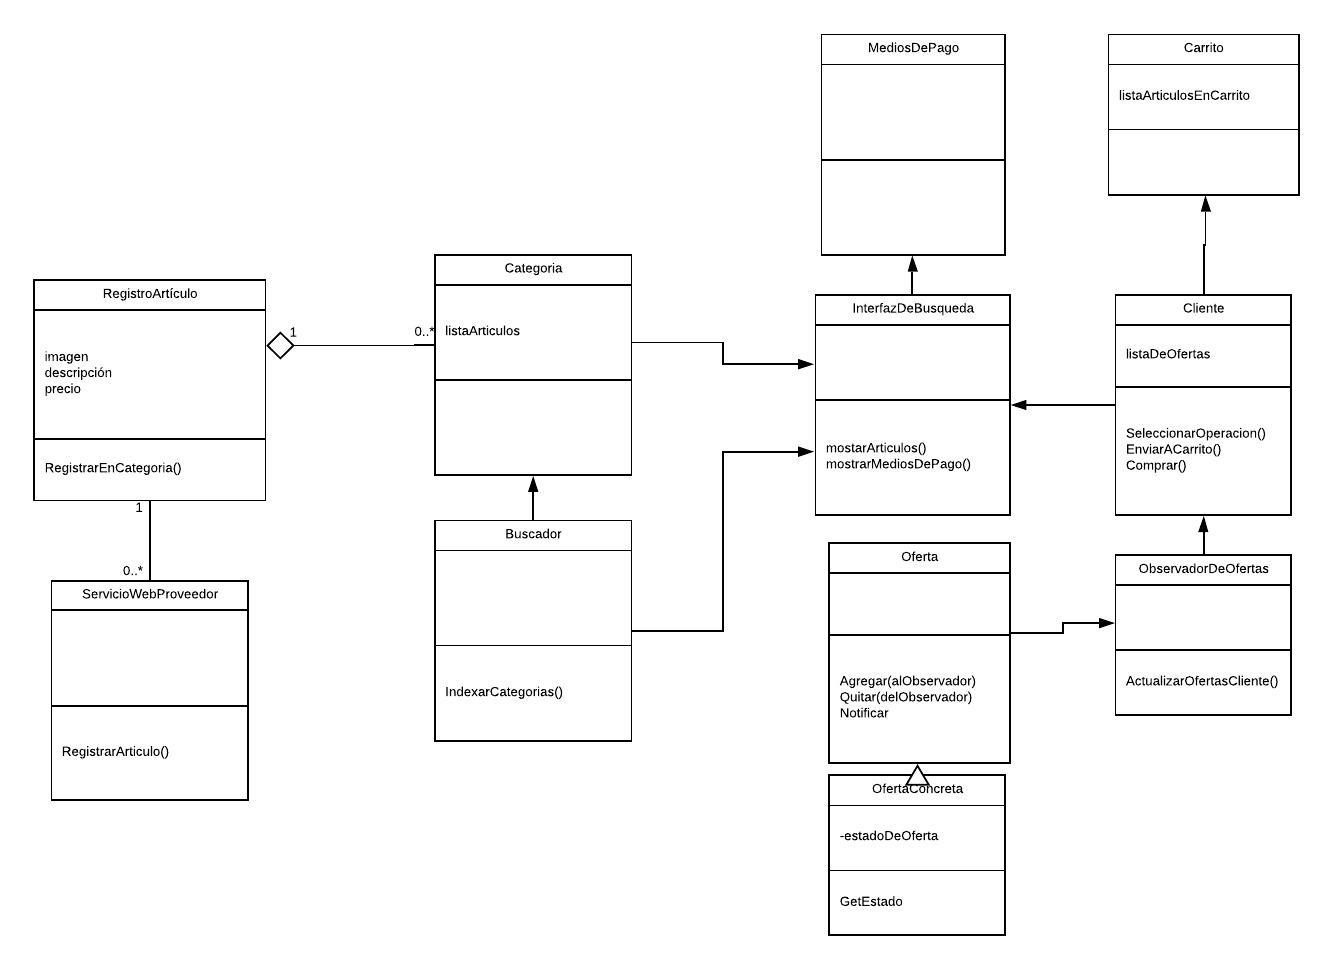 MediosDePago
Carrito
listaArticulosEnCarrito
Categoria
listaArticulos
RegistroArtículo
imagen
descripción
precio
RegistrarEnCategoria()
1
0..*
InterfazDeBusqueda
mostarArticulos()
mostrarMediosDePago()
Cliente
listaDeOfertas
SeleccionarOperacion()
EnviarACarrito()
Comprar()
1
0..*
ServicioWebProveedor
RegistrarArticulo()
Buscador
IndexarCategorias()
Oferta
Agregar(alObservador)
Quitar(delObservador)
Notificar
ObservadorDeOfertas
ActualizarOfertasCliente()
OfertaConcreta
-estadoDeOferta
GetEstado